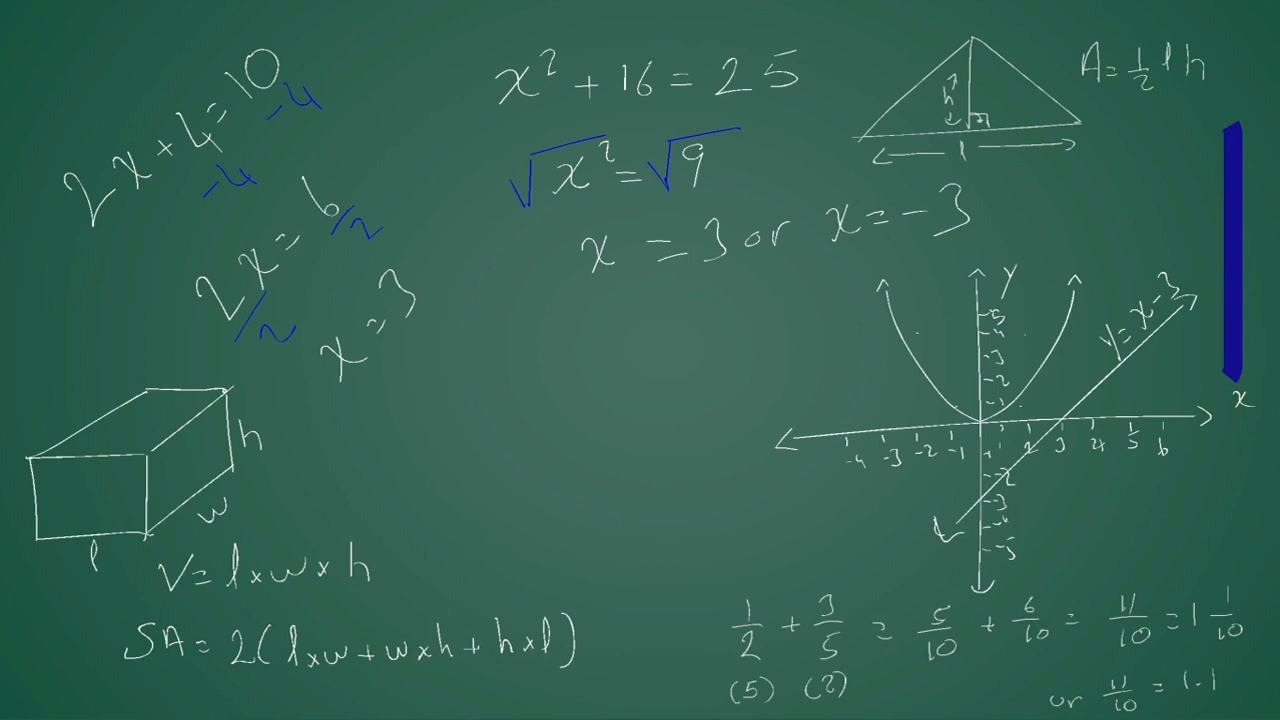 2x+4=10
-4 -4
2x=6
/2 /2
x=3
x²+16=25
√x²=√9
x=3 or x=-3
A=½lh
h
l
y
y=x-3
x
5
4
3
2
1
-4 -3 -2 -1 1 2 3 4 5 6
-1
-2
-3
-4
-5
h
w
l
V=l×w×h
SA=2(l×w+w×h+h×l)
1/2+3/5=5/10+6/10=11/10=1 1/10
(5) (2)
or 11/10=1.1